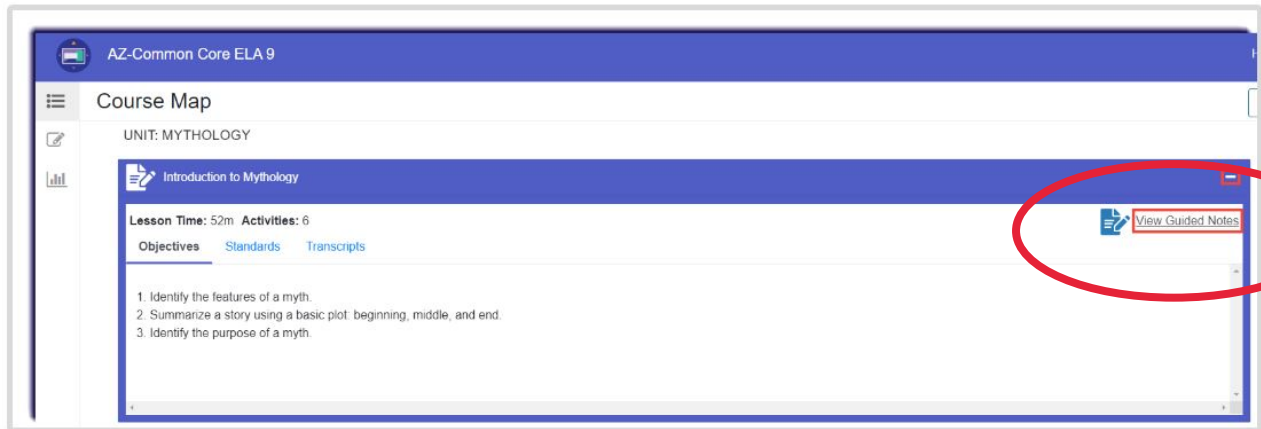 AZ-Common Core ELA 9
Course Map
UNIT: MYTHOLOGY
Introduction to Mythology
Lesson Time: 52m Activities: 6
View Guided Notes
Objectives Standards Transcripts
1. Identify the features of a myth.
2. Summarize a story using a basic plot: beginning, middle, and end.
3. Identify the purpose of a myth.